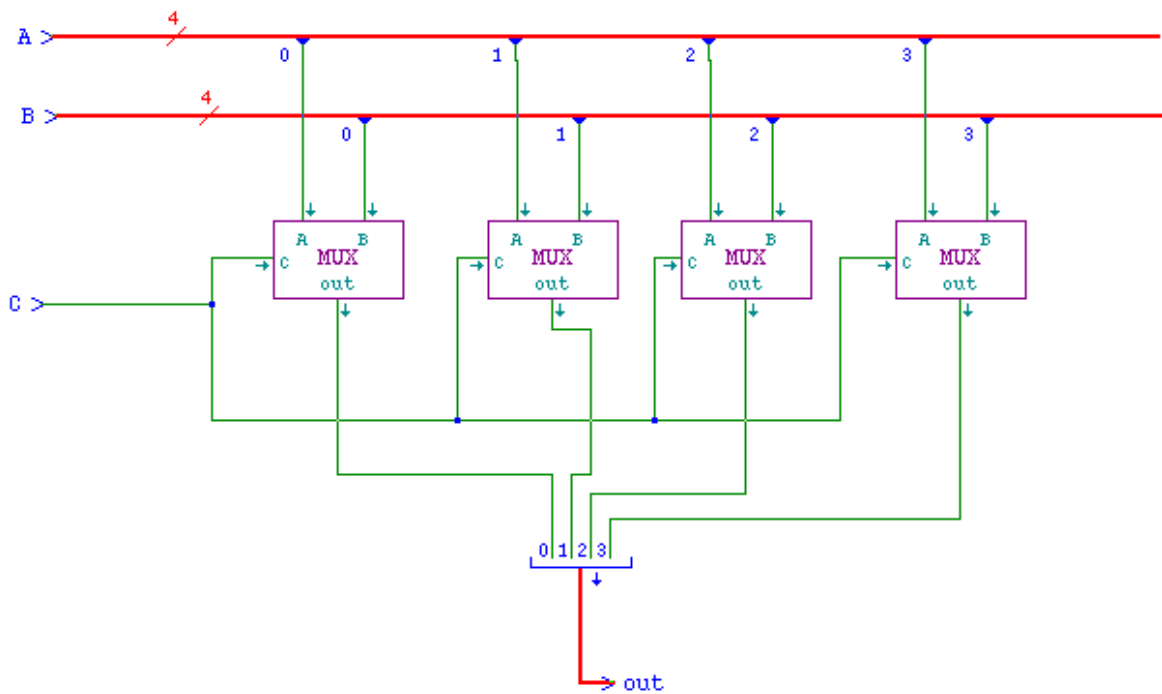 4
A
0 1 2 3
4
B
0 1 2 3
A B A B A B A B
C MUX C MUX C MUX C MUX
out out out out
C
0 1 2 3
out